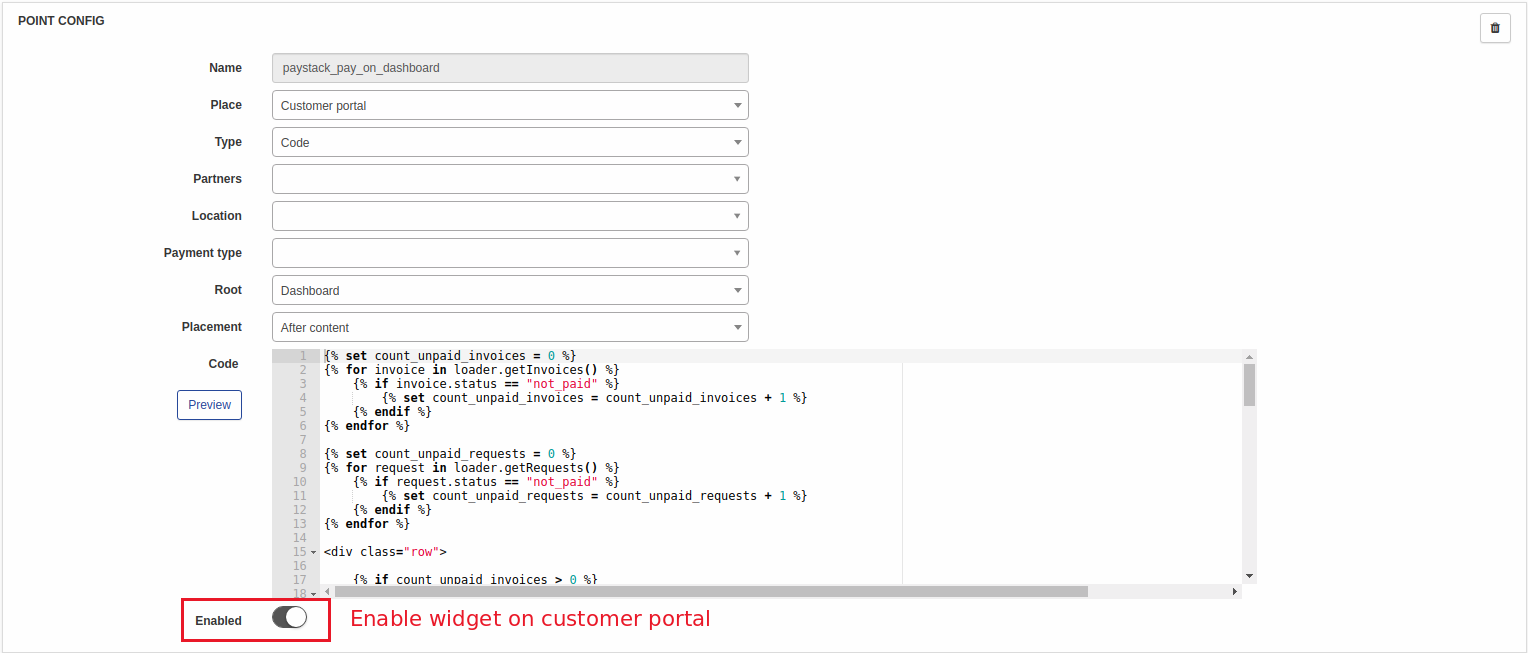 POINT CONFIG
Name paystack_pay_on_dashboard
Place Customer portal
Type Code
Partners
Location
Payment type
Root Dashboard
Placement After content
Code
Preview
1 {% set count_unpaid_invoices = 0 %}
2 {% for invoice in loader.getInvoices() %}
3 {% if invoice.status == "not_paid" %}
4 {% set count_unpaid_invoices = count_unpaid_invoices + 1 %}
5 {% endif %}
6 {% endfor %}
7
8 {% set count_unpaid_requests = 0 %}
9 {% for request in loader.getRequests() %}
10 {% if request.status == "not_paid" %}
11 {% set count_unpaid_requests = count_unpaid_requests + 1 %}
12 {% endif %}
13 {% endfor %}
14
15 <div class="row">
16
17 {% if count_unpaid_invoices > 0 %}
18
Enabled Enable widget on customer portal